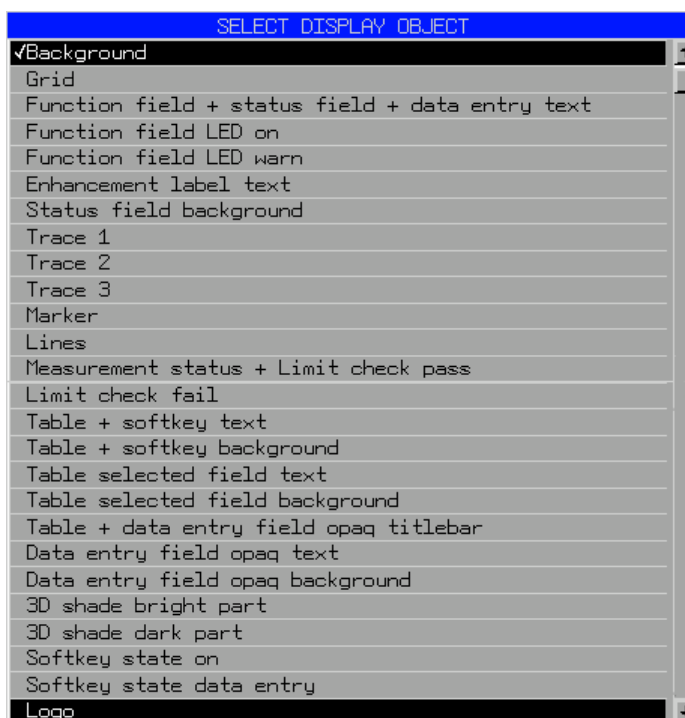 SELECT DISPLAY OBJECT
✓Background
Grid
Function field + status field + data entry text
Function field LED on
Function field LED warn
Enhancement label text
Status field background
Trace 1
Trace 2
Trace 3
Marker
Lines
Measurement status + Limit check pass
Limit check fail
Table + softkey text
Table + softkey background
Table selected field text
Table selected field background
Table + data entry field opaq titlebar
Data entry field opaq text
Data entry field opaq background
3D shade bright part
3D shade dark part
Softkey state on
Softkey state data entry
Logo